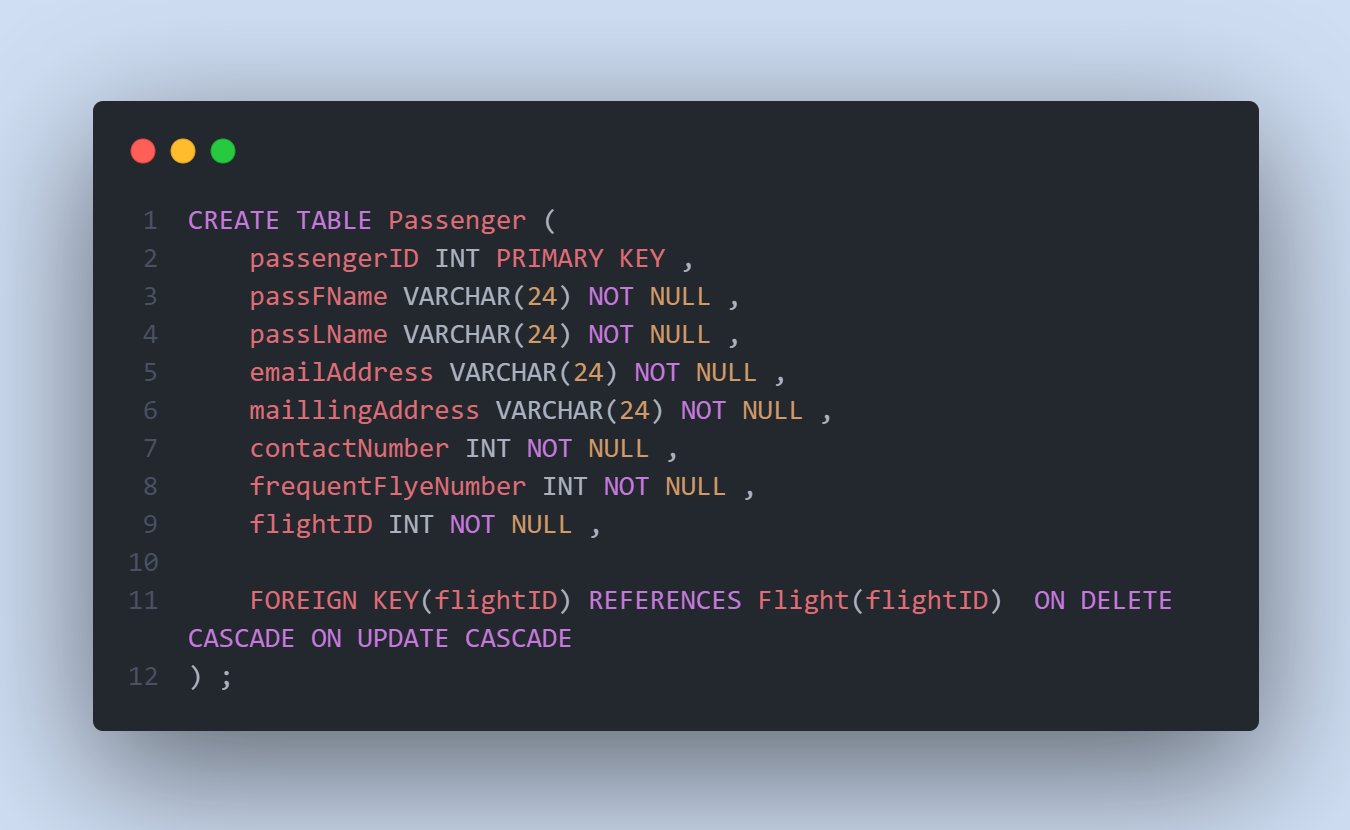 1 CREATE TABLE Passenger (
2 passengerID INT PRIMARY KEY ,
3 passFName VARCHAR(24) NOT NULL ,
4 passLName VARCHAR(24) NOT NULL ,
5 emailAddress VARCHAR(24) NOT NULL ,
6 maillingAddress VARCHAR(24) NOT NULL ,
7 contactNumber INT NOT NULL ,
8 frequentFlyeNumber INT NOT NULL ,
9 flightID INT NOT NULL ,
10
11 FOREIGN KEY(flightID) REFERENCES Flight(flightID)  ON DELETE
CASCADE ON UPDATE CASCADE
12 ) ;